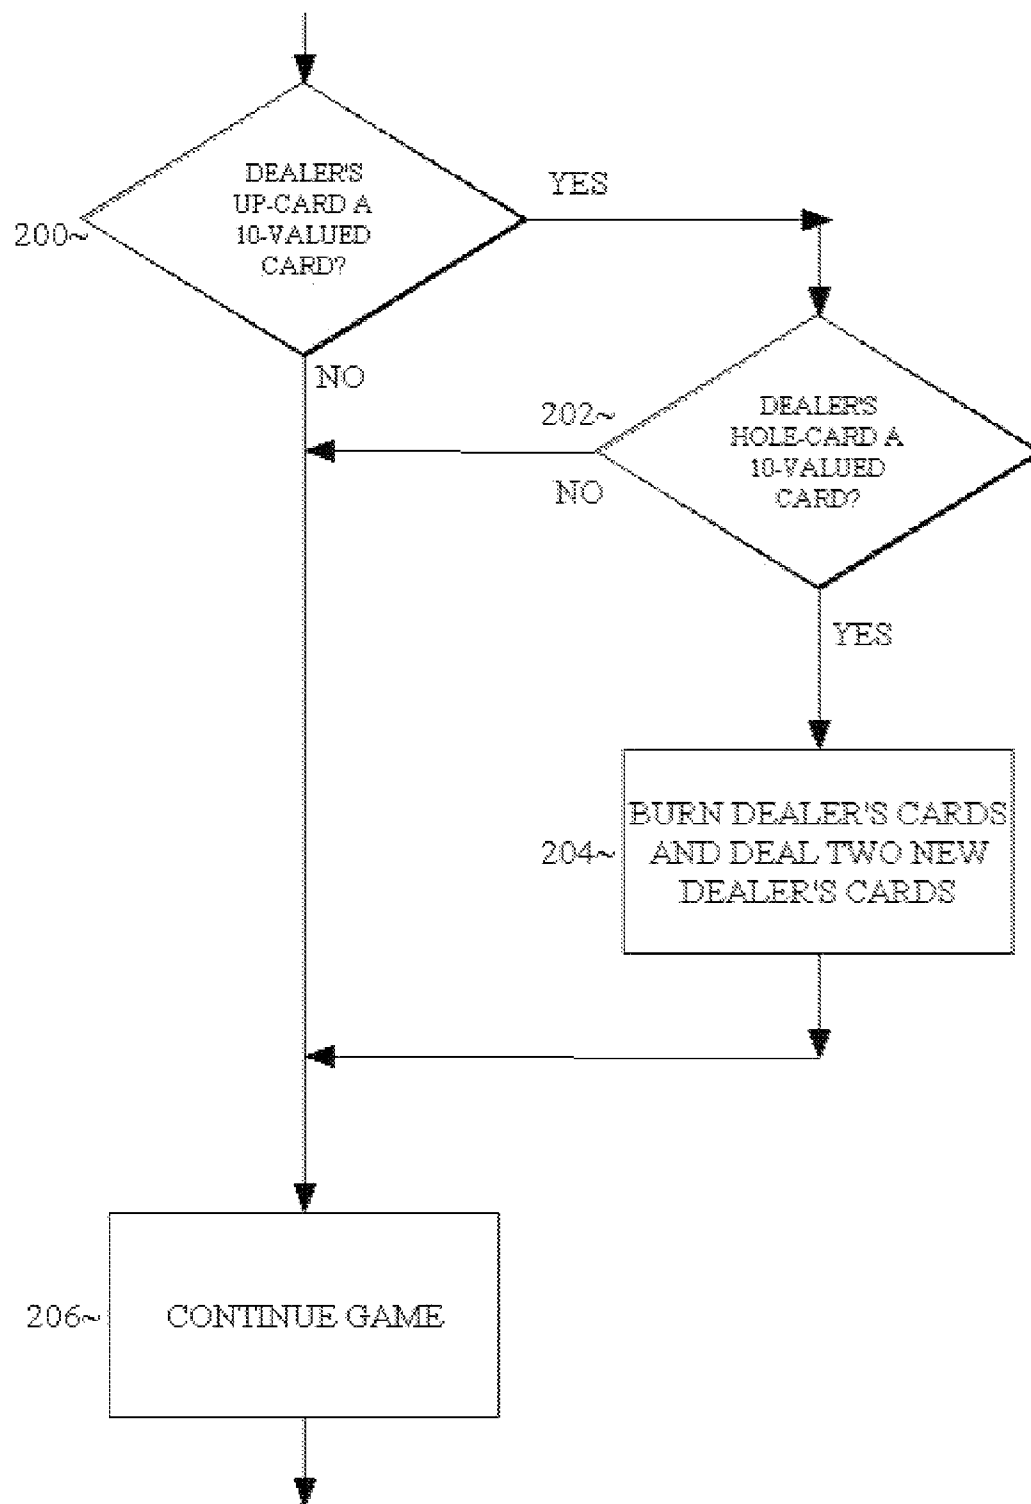 DEALER'S
UP-CARD A
10-VALUED
CARD?
YES
200~
NO
202~
DEALER'S
HOLE-CARD A
10-VALUED
CARD?
NO
YES
BURN DEALER'S CARDS
204~
AND DEAL TWO NEW
DEALER'S CARDS
206~
CONTINUE GAME